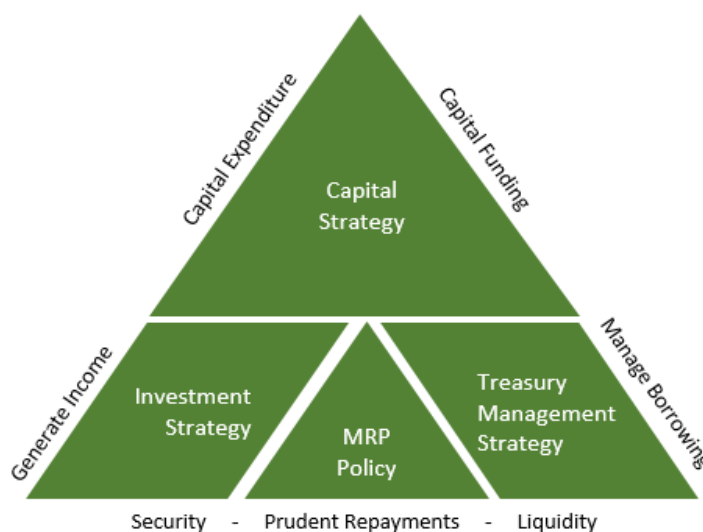 Capital Expenditure
Capital Funding
Capital
Strategy
Generate Income
Manage Borrowing
Investment
Strategy
MRP
Policy
Treasury
Management
Strategy
Security - Prudent Repayments - Liquidity